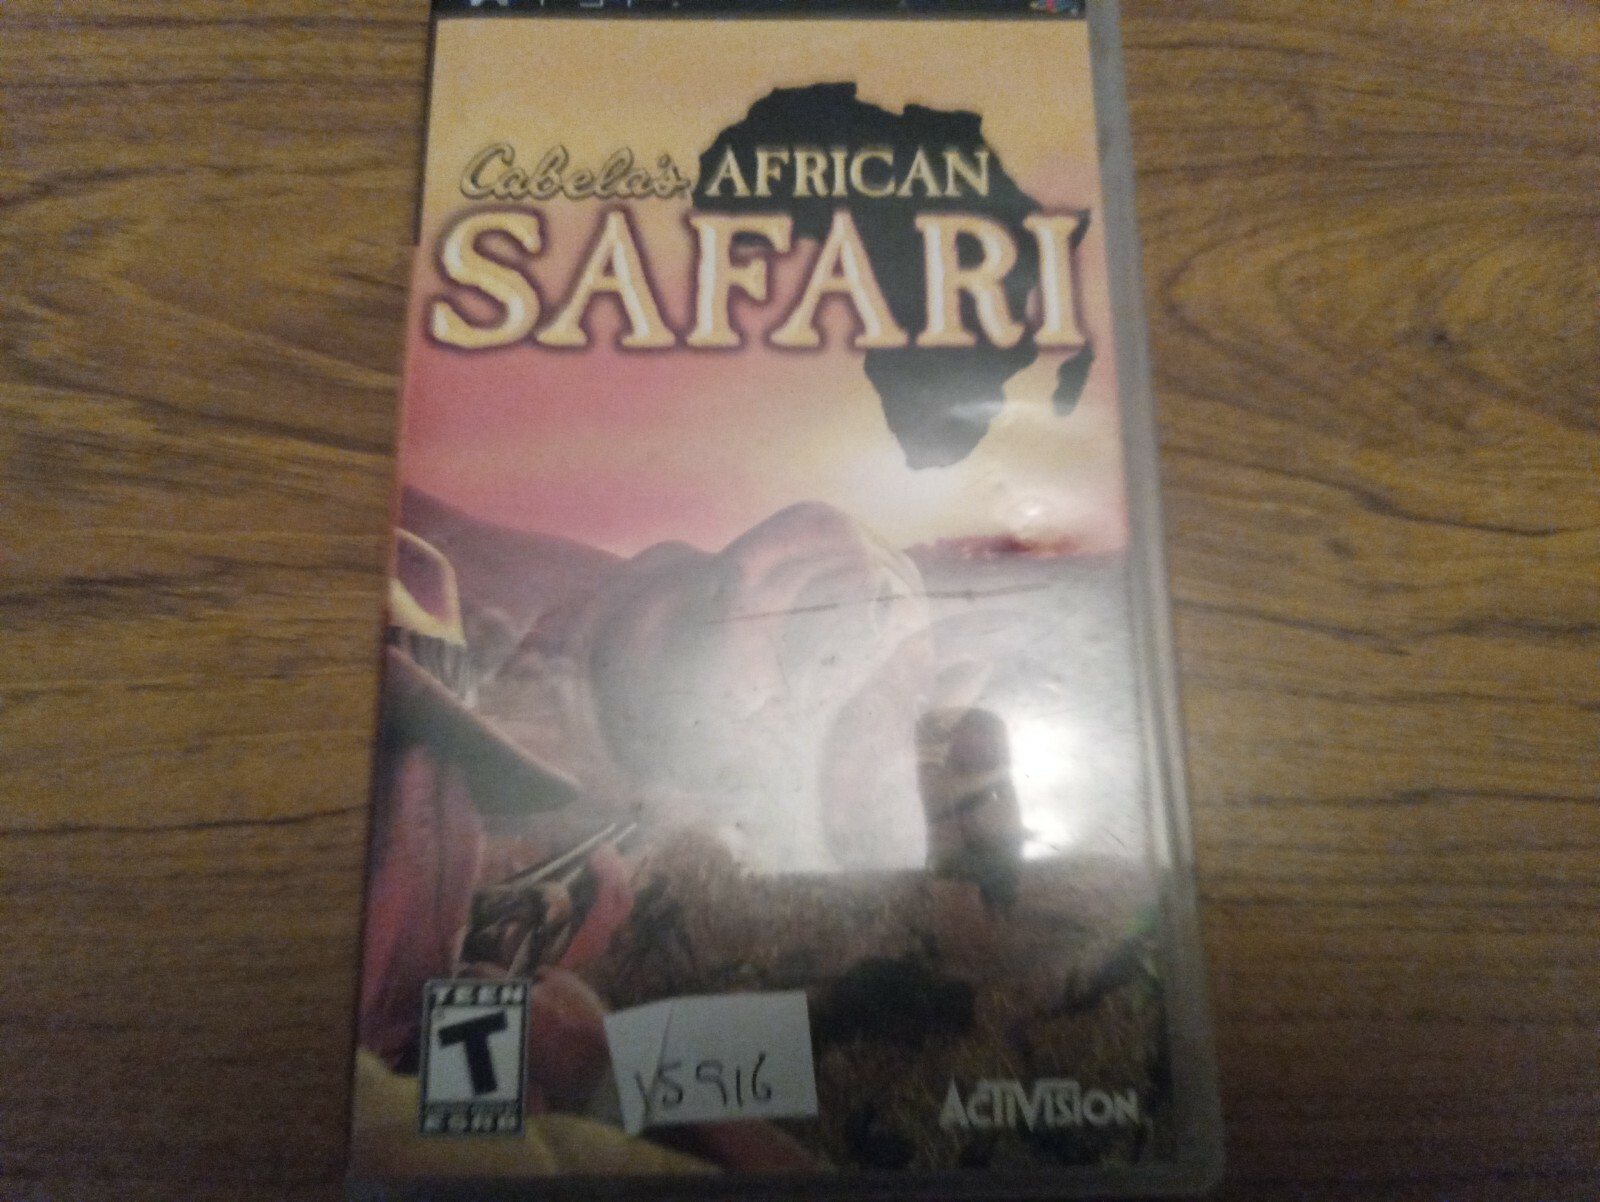 Cabela's AFRICAN
SAFARI
TEEN
T
ESRB
YS916
ACTIVISION